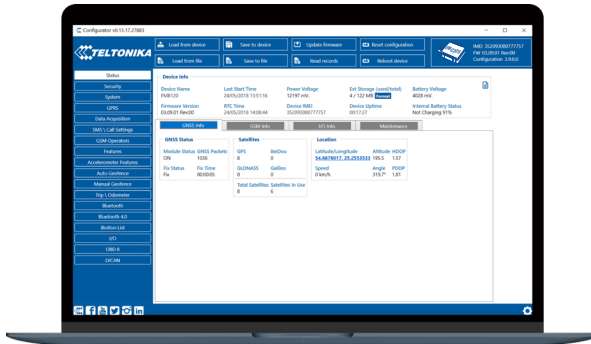 Configurator v0.13.17.27883
TELTONIKA
Load from device
Save to device
Update firmware
Reset configuration
Load from file
Save to file
Read records
Reboot device
IMEI 352093080777757
FW 03.09.01 Rev:00
Configuration 3.9.0.0
Status
Security
System
GPRS
Data Acquisition
SMS \ Call Settings
GSM Operators
Features
Accelerometer Features
Auto Geofence
Manual Geofence
Trip \ Odometer
Bluetooth
Bluetooth 4.0
iButton List
I/O
OBD II
LVCAN
Device Info
Device Name Last Start Time Power Voltage Ext Storage (used/total) Battery Voltage
FMB120 24/05/2018 13:51:16 12197 mV. 4 / 122 MB Format 4028 mV.
Firmware Version RTC Time Device IMEI Device Uptime Internal Battery Status
03.09.01 Rev:00 24/05/2018 14:08:44 352093080777757 00:17:27 Not Charging 91%
GNSS Info GSM Info I/O Info Maintenance
GNSS Status Satellites Location
Module Status GNSS Packets GPS BeiDou Latitude/Longitude Altitude HDOP
ON 1036 8 0 54.6676017, 25.2553533 195.5 1.57
Fix Status Fix Time GLONASS Galileo Speed Angle PDOP
Fix 00:00:05 0 0 0 km/h 319.7° 1.81
Total Satellites Satellites In Use
8 6